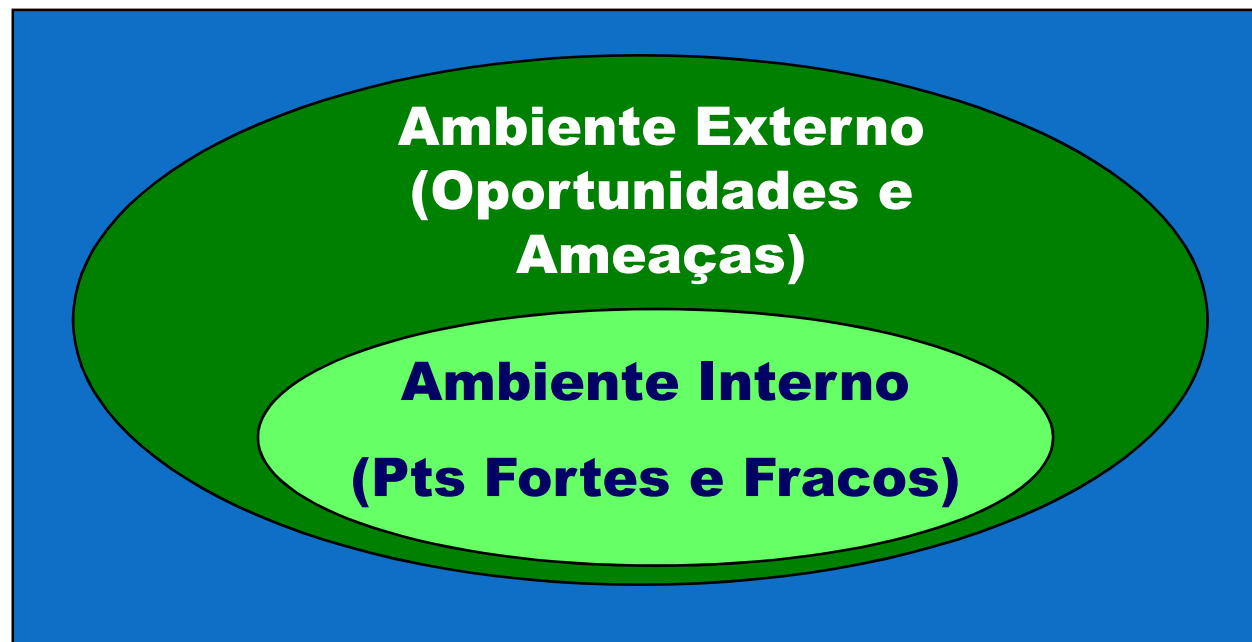 Ambiente Externo
(Oportunidades e
Ameaças)
Ambiente Interno
(Pts Fortes e Fracos)